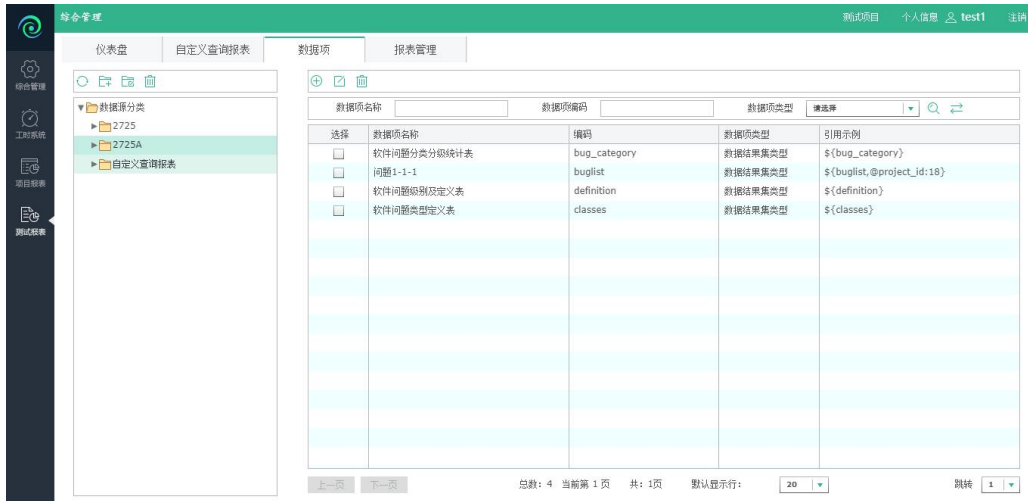 综合管理 测试项目 个人信息 test1 注销
仪表盘 自定义查询报表 数据项 报表管理
综合管理
工时系统
项目报表
测试报表
数据源分类
2725
2725A
自定义查询报表
数据项名称 数据项编码 数据项类型 请选择
选择 数据项名称 编码 数据项类型 引用示例
软件问题分类分级统计表 bug_category 数据结果集类型 ${bug_category}
问题1-1-1 buglist 数据结果集类型 ${buglist,@project_id:18}
软件问题级别及定义表 definition 数据结果集类型 ${definition}
软件问题类型定义表 classes 数据结果集类型 ${classes}
上一页 下一页 总数: 4 当前第 1 页 共: 1页 默认显示行: 20 跳转 1